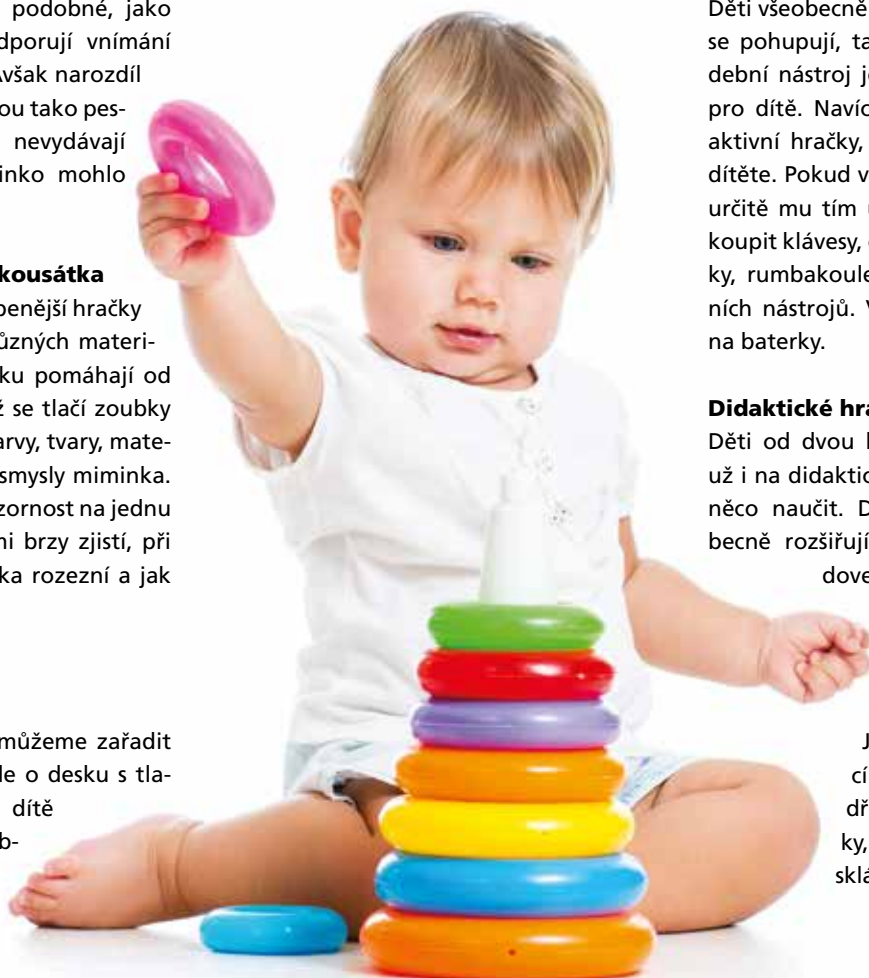 podobné, jako
dporují vnímání
však narozdíl
ou tako pes-
nevydávají
inko mohlo
kousátka
benější hračky
ůzných materi-
ku pomáhají od
ž se tlačí zoubky
arvy, tvary, mate-
smysly miminka.
zornost na jednu
ni brzy zjistí, při
ka rozezní a jak
můžeme zařadit
de o desku s tla-
dítě
b-
Děti všeobecně
se pohupují, ta
dební nástroj j
pro dítě. Navíc
aktivní hračky,
dítěte. Pokud v
určitě mu tím
koupit klávesy,
ky, rumbakoule
ních nástrojů. V
na baterky.
Didaktické hra
Děti od dvou
už i na didaktic
něco naučit. D
becně rozšiřují
dove
J
cí
dř
ky,
sklá